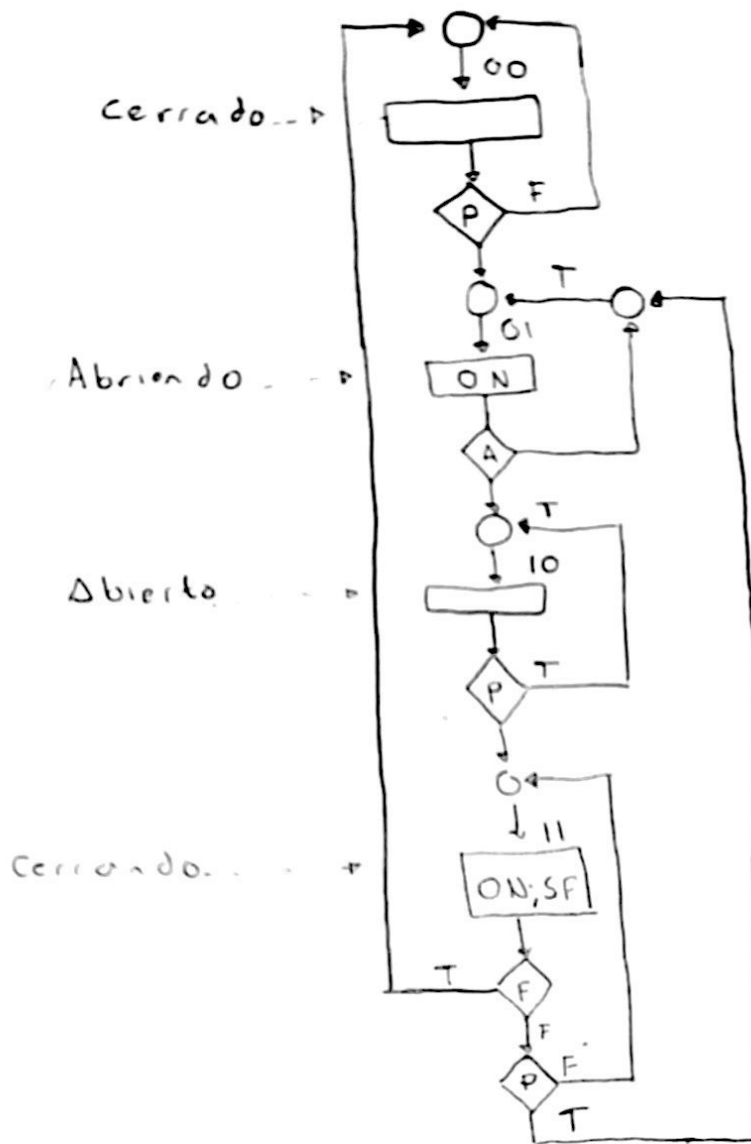 00
Cerrado
F
P
T
01
Abriendo
ON
A
T
10
Abierto
T
P
11
Cerrando
ON;SF
T
F
F
F
P
T